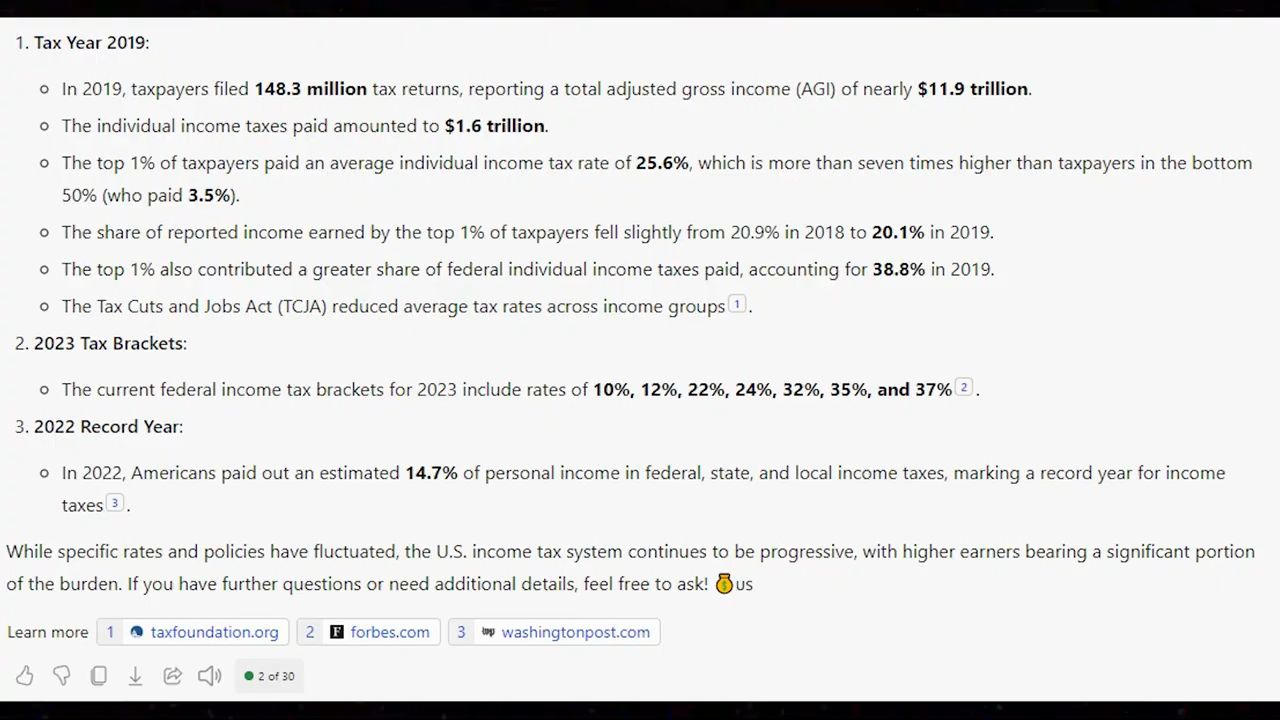 1. Tax Year 2019:
In 2019, taxpayers filed 148.3 million tax returns, reporting a total adjusted gross income (AGI) of nearly $11.9 trillion.
The individual income taxes paid amounted to $1.6 trillion.
The top 1% of taxpayers paid an average individual income tax rate of 25.6%, which is more than seven times higher than taxpayers in the bottom
50% (who paid 3.5%).
The share of reported income earned by the top 1% of taxpayers fell slightly from 20.9% in 2018 to 20.1% in 2019.
The top 1% also contributed a greater share of federal individual income taxes paid, accounting for 38.8% in 2019.
The Tax Cuts and Jobs Act (TCJA) reduced average tax rates across income groups 1 .
2. 2023 Tax Brackets:
The current federal income tax brackets for 2023 include rates of 10%, 12%, 22%, 24%, 32%, 35%, and 37% 2 .
3. 2022 Record Year:
In 2022, Americans paid out an estimated 14.7% of personal income in federal, state, and local income taxes, marking a record year for income
taxes 3 .
While specific rates and policies have fluctuated, the U.S. income tax system continues to be progressive, with higher earners bearing a significant portion
of the burden. If you have further questions or need additional details, feel free to ask! 💰us
Learn more 1 taxfoundation.org 2 forbes.com 3 washingtonpost.com
2 of 30